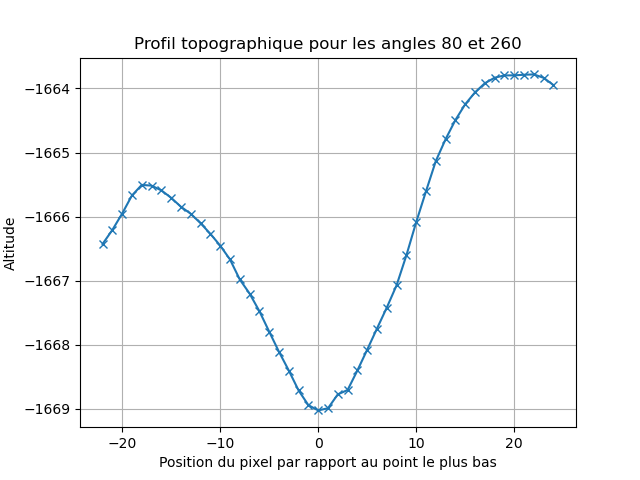 Profil topographique pour les angles 80 et 260
−1664
−1665
−1666
−1667
−1668
−1669
Altitude
−20 −10 0 10 20
Position du pixel par rapport au point le plus bas